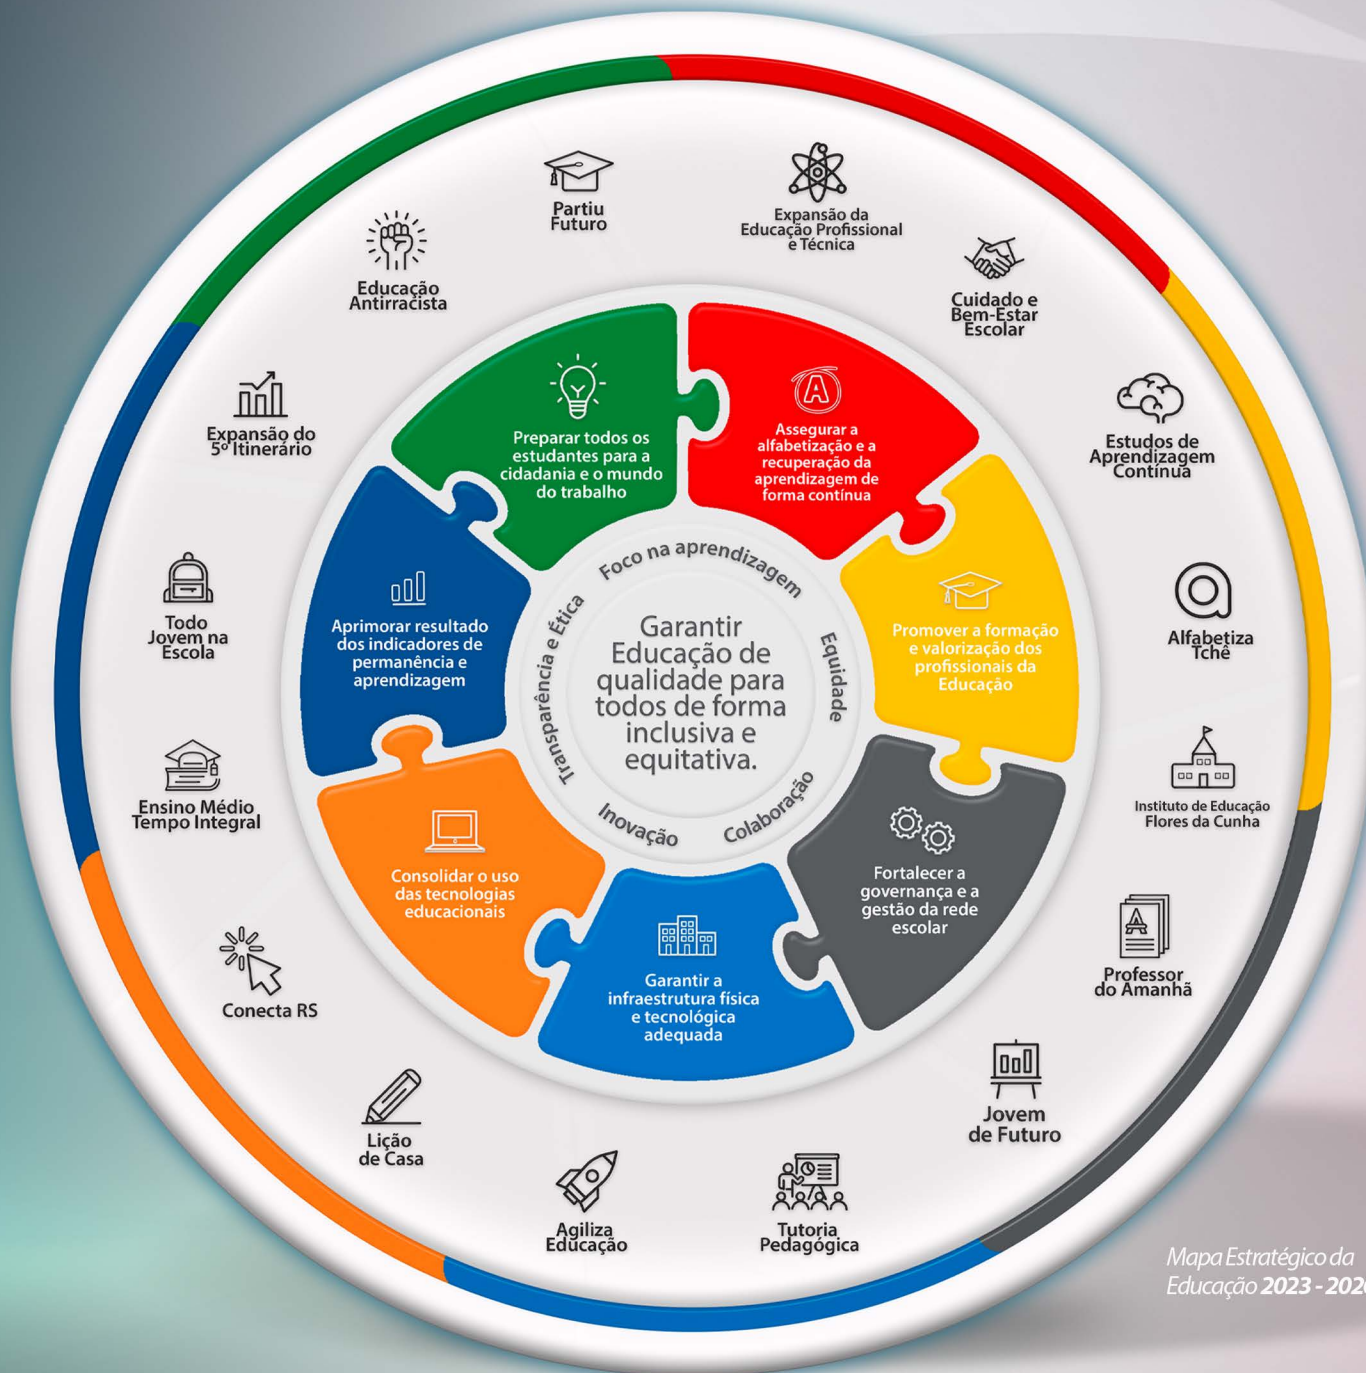 Partiu
Futuro
Expansão da
Educação Profissional
e Técnica
Cuidado e
Bem-Estar
Escolar
Estudos de
Aprendizagem
Contínua
Alfabetiza
Tchê
Instituto de Educação
Flores da Cunha
Professor
do Amanhã
Jovem
de Futuro
Tutoria
Pedagógica
Agiliza
Educação
Lição
de Casa
Conecta RS
Ensino Médio
Tempo Integral
Todo
Jovem na
Escola
Expansão do
5º Itinerário
Educação
Antirracista
Preparar todos os
estudantes para a
cidadania e o mundo
do trabalho
A
Assegurar a
alfabetização e a
recuperação da
aprendizagem de
forma contínua
Promover a formação
e valorização dos
profissionais da
Educação
Fortalecer a
governança e a
gestão da rede
escolar
Garantir a
infraestrutura física
e tecnológica
adequada
Consolidar o uso
das tecnologias
educacionais
Aprimorar resultado
dos indicadores de
permanência e
aprendizagem
Foco na aprendizagem
Equidade
Colaboração
Inovação
Transparência e Ética
Garantir
Educação de
qualidade para
todos de forma
inclusiva e
equitativa.
A
Mapa Estratégico da
Educação 2023 - 2026